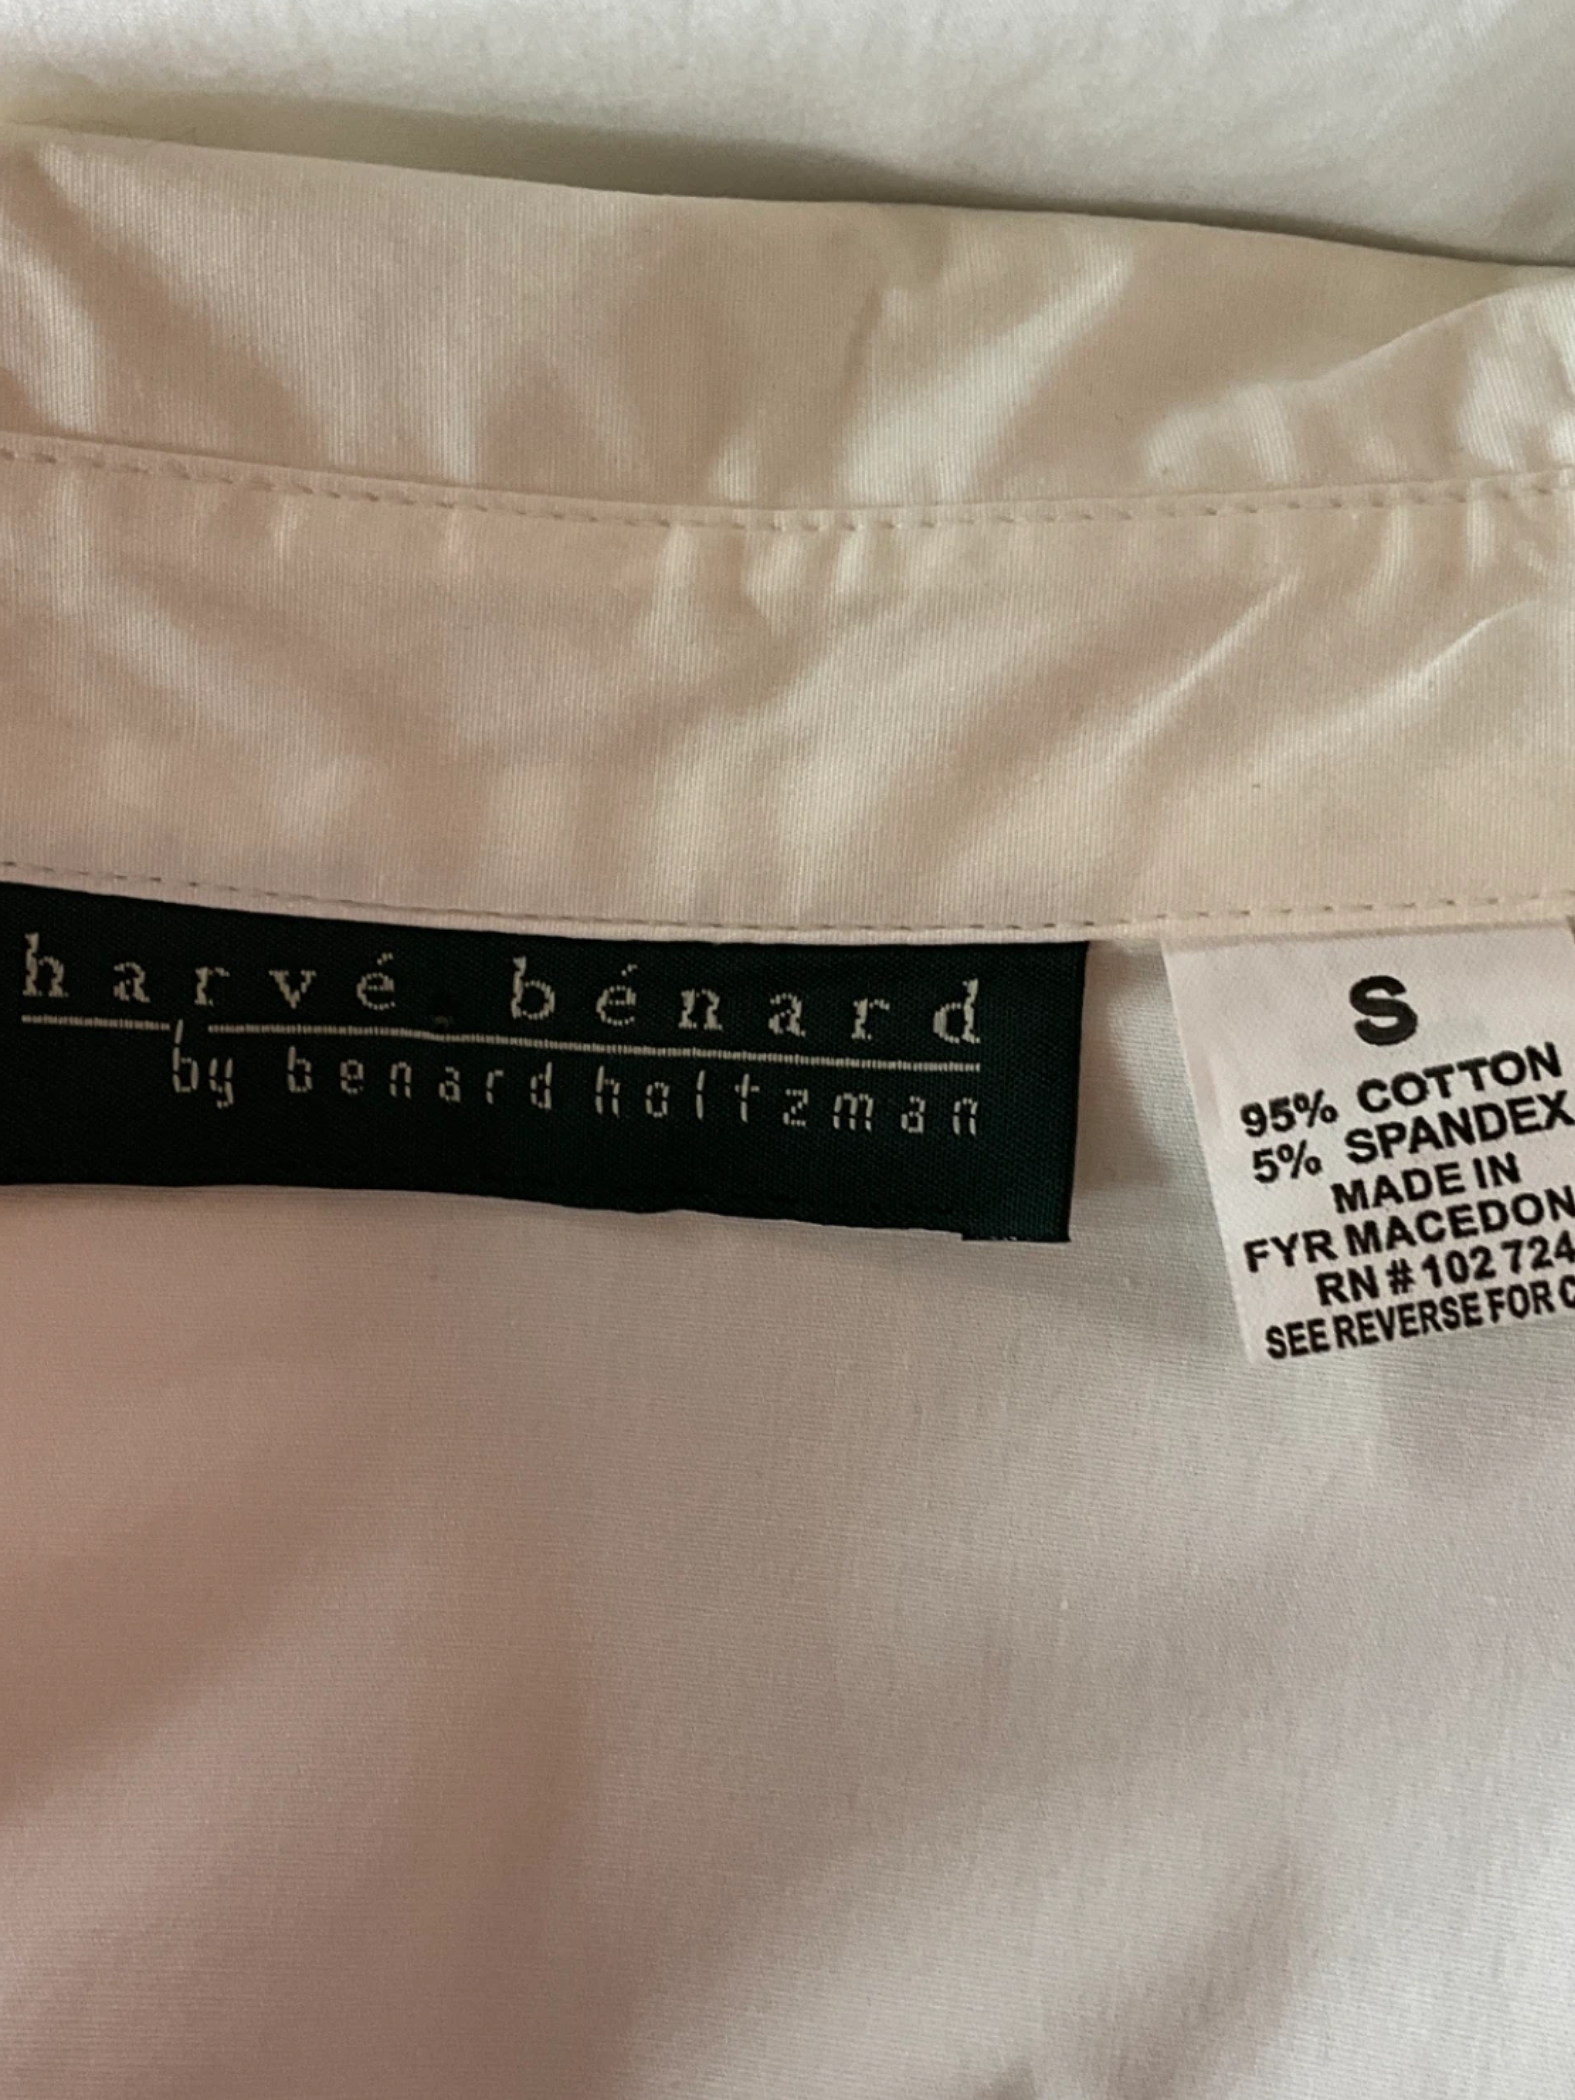 harvé bénard
by benard holtzman
S
95% COTTON
5% SPANDEX
MADE IN
FYR MACEDON
RN # 102 724
SEE REVERSE FOR C